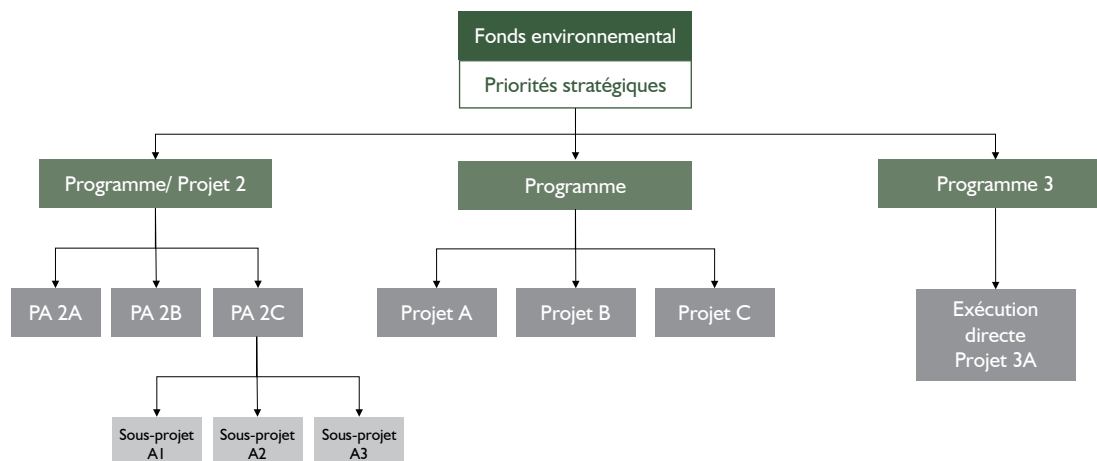 Fonds environnemental
Priorités stratégiques
Programme/ Projet 2
Programme
Programme 3
PA 2A
PA 2B
PA 2C
Projet A
Projet B
Projet C
Exécution
directe
Projet 3A
Sous-projet
A1
Sous-projet
A2
Sous-projet
A3